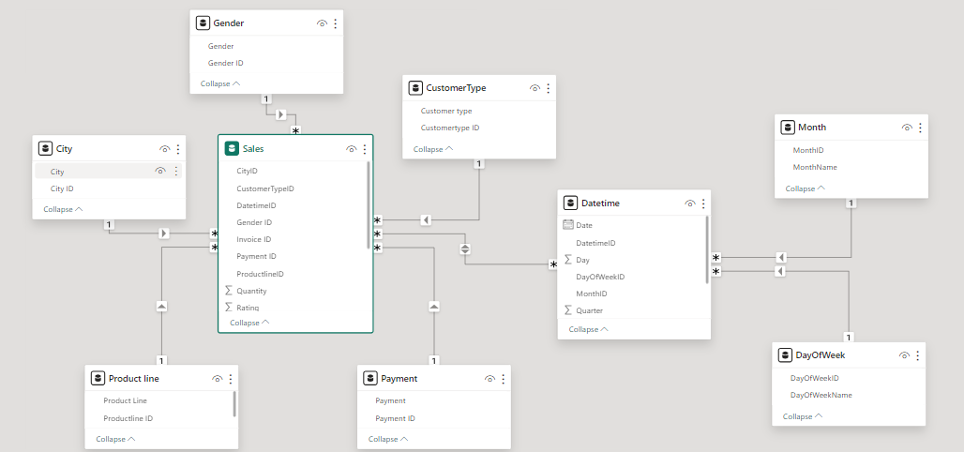 Gender
Gender
Gender ID
Collapse
1
*
CustomerType
Customer type
Customertype ID
Collapse
1
City
City
City ID
Collapse
1
Sales
CityID
CustomerTypeID
DatetimeID
Gender ID
Invoice ID
Payment ID
ProductlineID
Σ Quantity
Σ Rating
Collapse
*
*
*
*
*
Month
MonthID
MonthName
Collapse
1
Datetime
Date
DatetimeID
Σ Day
DayOfWeekID
MonthID
Σ Quarter
Collapse
*
*
*
1
Product line
Product Line
Productline ID
Collapse
1
Payment
Payment
Payment ID
Collapse
1
DayOfWeek
DayOfWeekID
DayOfWeekName
Collapse